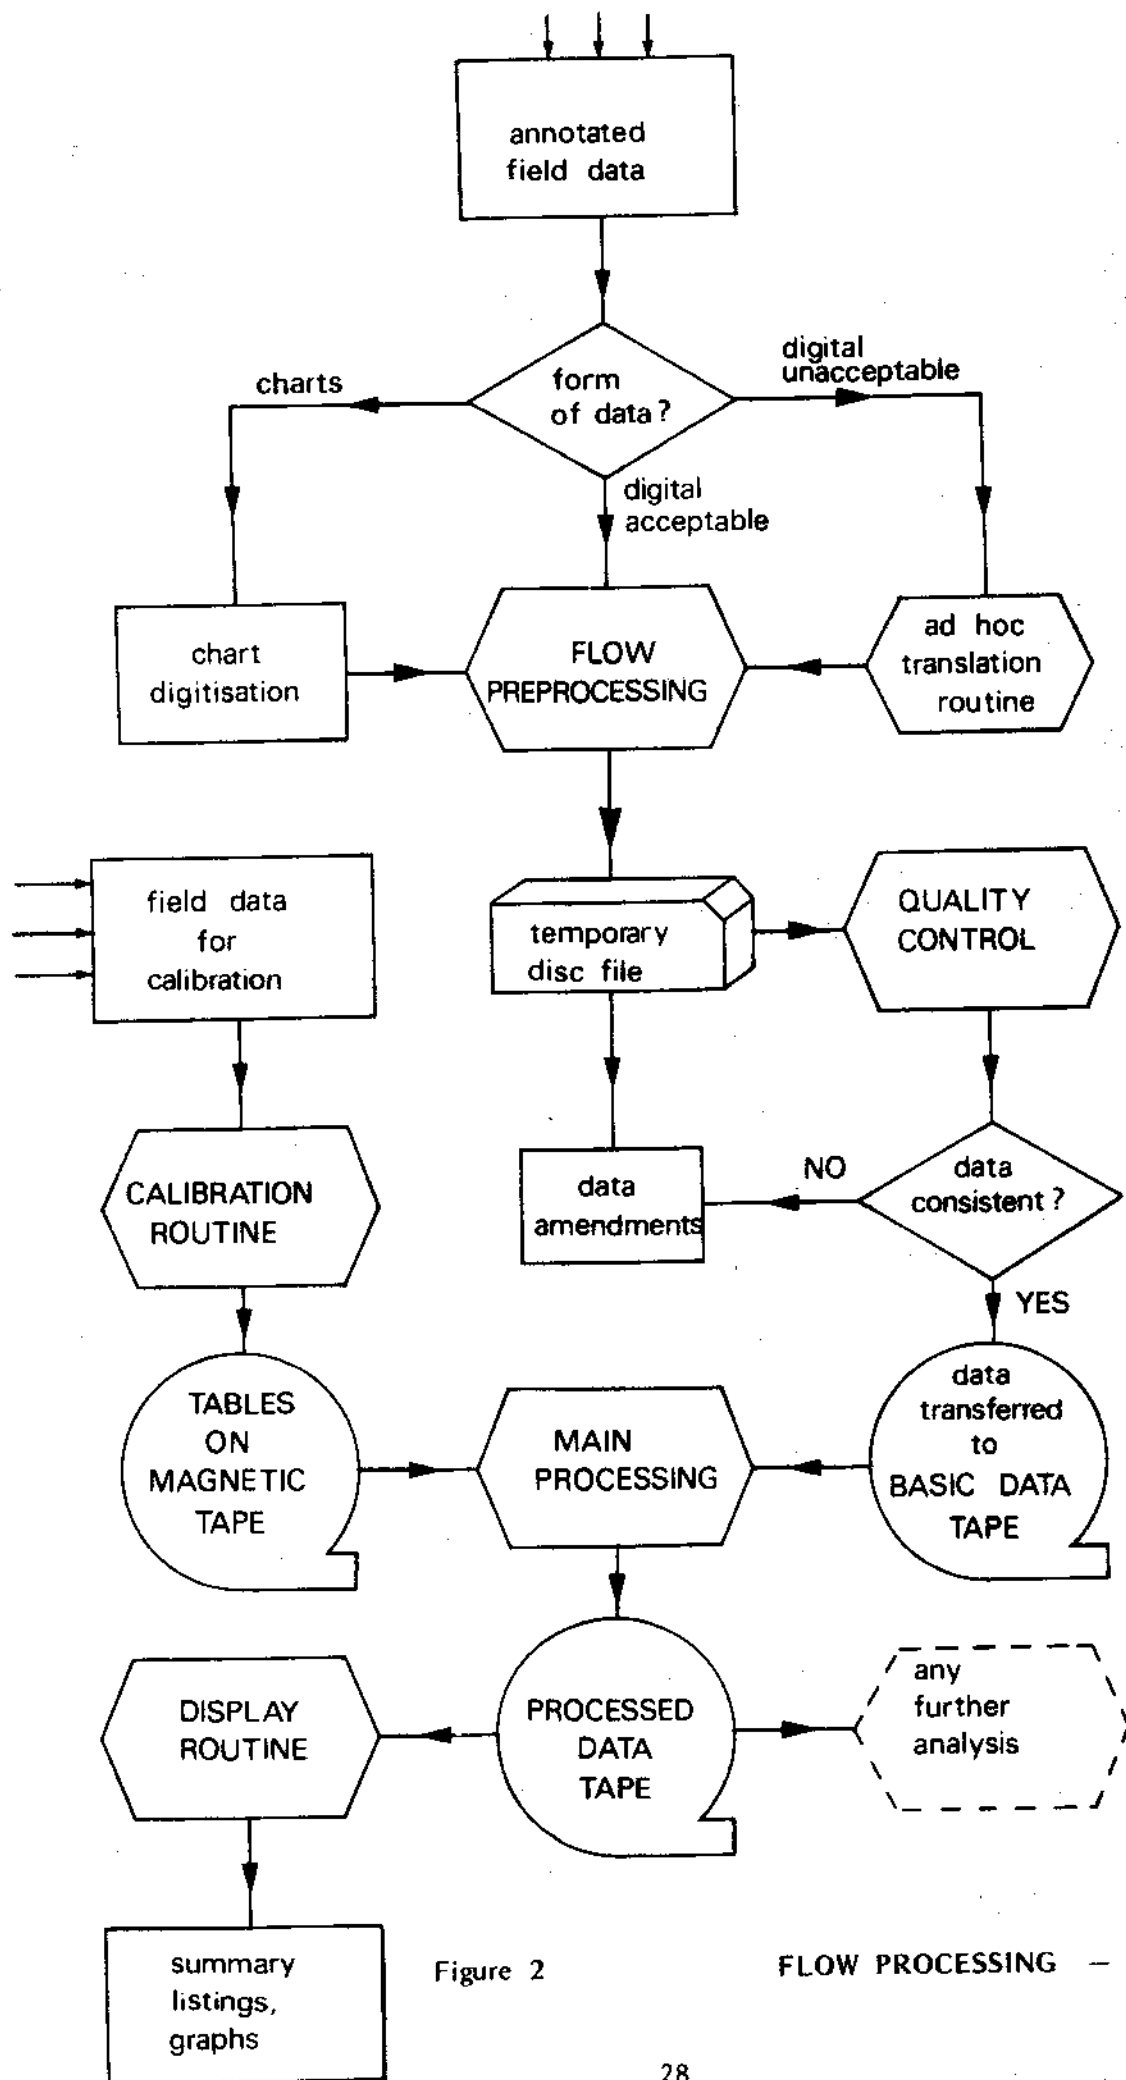 annotated
field data
form
of data?
charts
digital
unacceptable
digital
acceptable
chart
digitisation
FLOW
PREPROCESSING
ad hoc
translation
routine
field data
for
calibration
temporary
disc file
QUALITY
CONTROL
CALIBRATION
ROUTINE
data
amendments
NO
data
consistent?
YES
TABLES
ON
MAGNETIC
TAPE
MAIN
PROCESSING
data
transferred
to
BASIC DATA
TAPE
DISPLAY
ROUTINE
PROCESSED
DATA
TAPE
any
further
analysis
summary
listings,
graphs
Figure 2
FLOW PROCESSING –
28